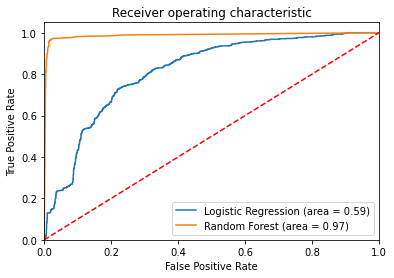 Receiver operating characteristic
True Positive Rate
1.0
0.8
0.6
0.4
0.2
0.0
Logistic Regression (area = 0.59)
Random Forest (area = 0.97)
0.0 0.2 0.4 0.6 0.8 1.0
False Positive Rate